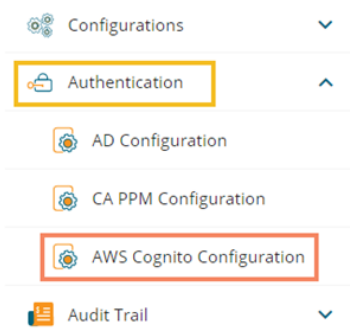 Configurations
Authentication
AD Configuration
CA PPM Configuration
AWS Cognito Configuration
Audit Trail